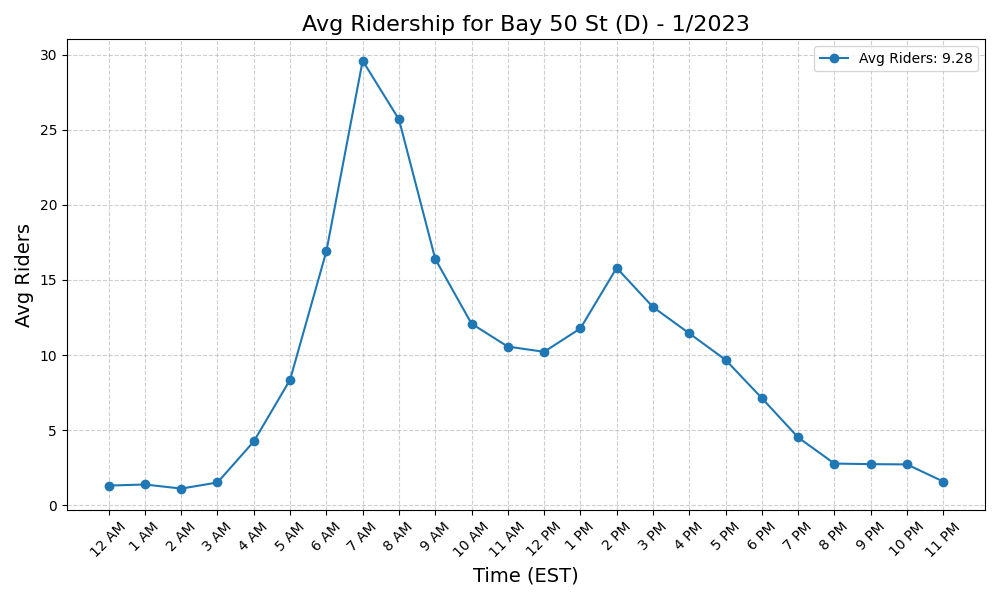 Avg Ridership for Bay 50 St (D) - 1/2023
Avg Riders: 9.28
Avg Riders
30
25
20
15
10
5
0
12 AM
1 AM
2 AM
3 AM
4 AM
5 AM
6 AM
7 AM
8 AM
9 AM
10 AM
11 AM
12 PM
1 PM
2 PM
3 PM
4 PM
5 PM
6 PM
7 PM
8 PM
9 PM
10 PM
11 PM
Time (EST)